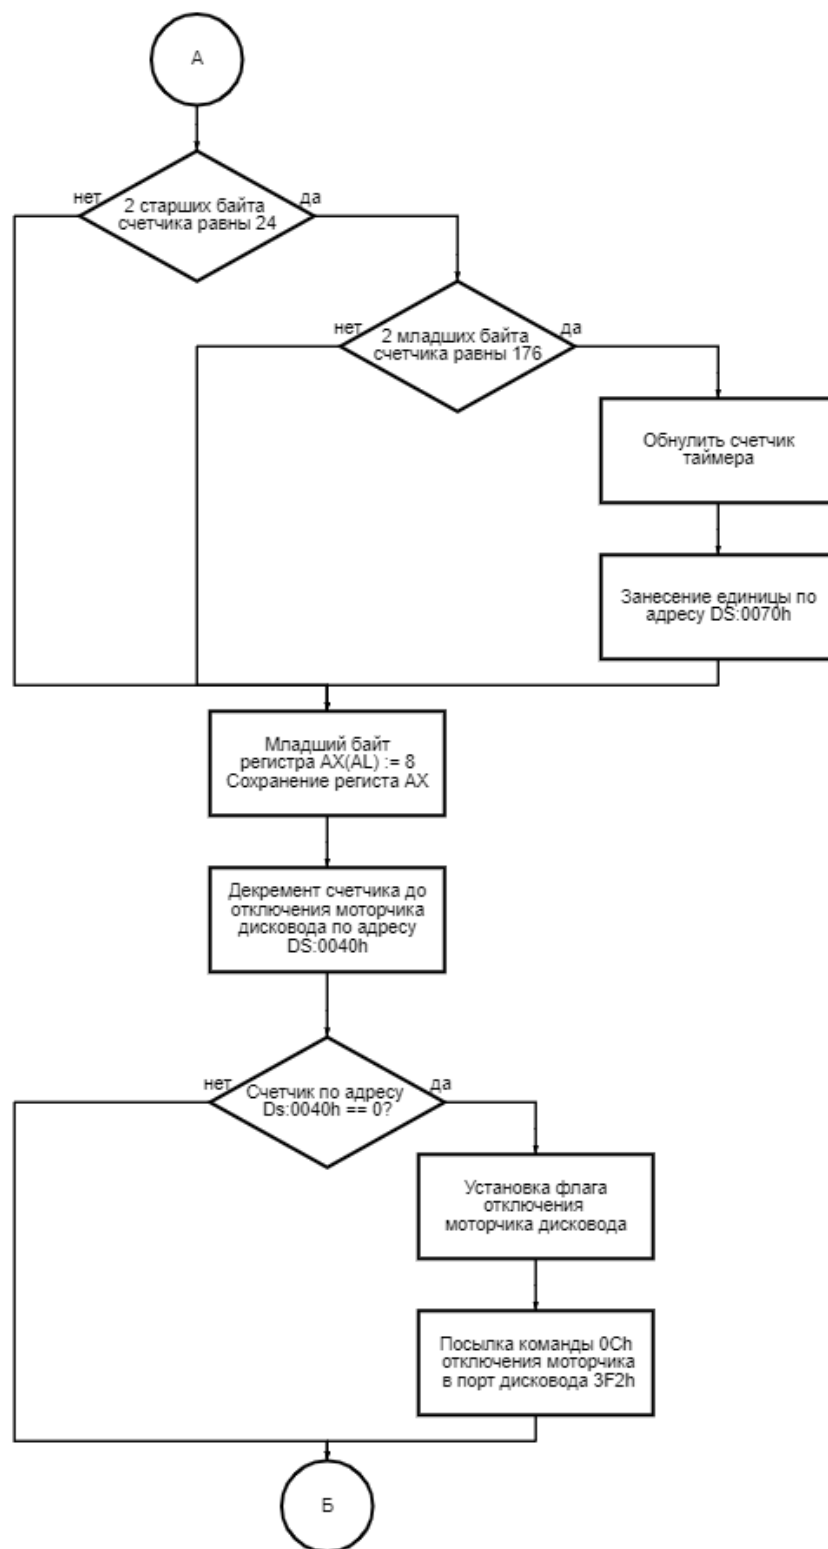 А
нет
да
2 старших байта
счетчика равны 24
нет
да
2 младших байта
счетчика равны 176
Обнулить счетчик
таймера
Занесение единицы по
адресу DS:0070h
Младший байт
регистра AX(AL) := 8
Сохранение региста AX
Декремент счетчика до
отключения моторчика
дисковода по адресу
DS:0040h
нет
да
Счетчик по адресу
Ds:0040h == 0?
Установка флага
отключения
моторчика дисковода
Посылка команды 0Ch
отключения моторчика
в порт дисковода 3F2h
Б